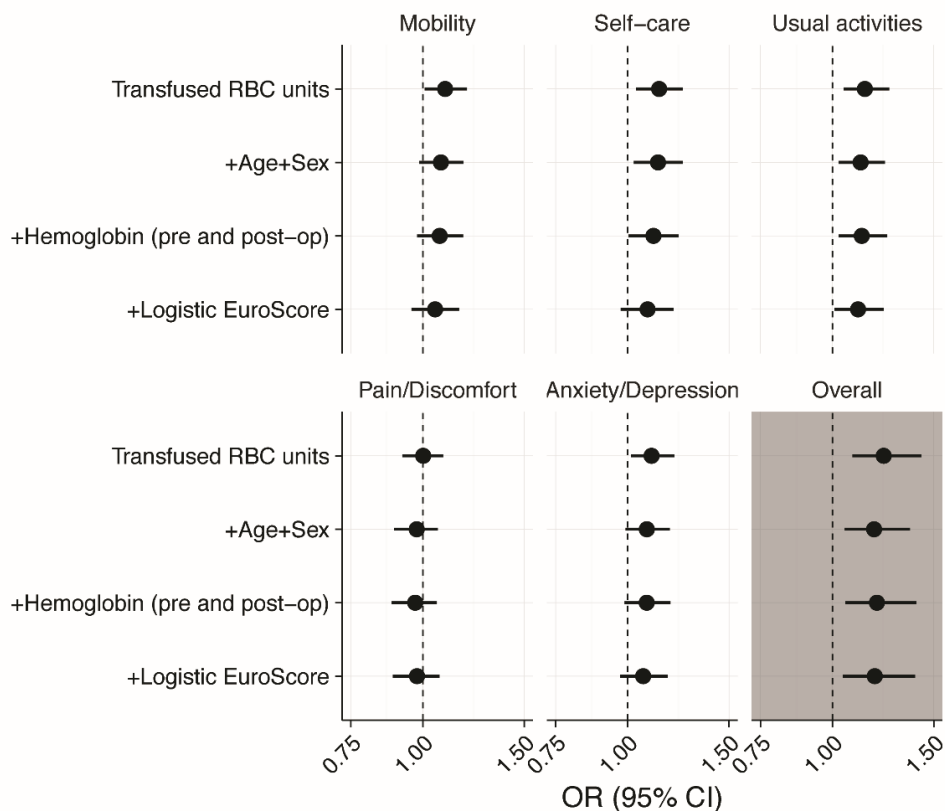 Mobility
Self−care
Usual activities
Transfused RBC units
+Age+Sex
+Hemoglobin (pre and post−op)
+Logistic EuroScore
Pain/Discomfort
Anxiety/Depression
Overall
Transfused RBC units
+Age+Sex
+Hemoglobin (pre and post−op)
+Logistic EuroScore
0.75
1.00
1.50
0.75
1.00
1.50
0.75
1.00
1.50
OR (95% CI)